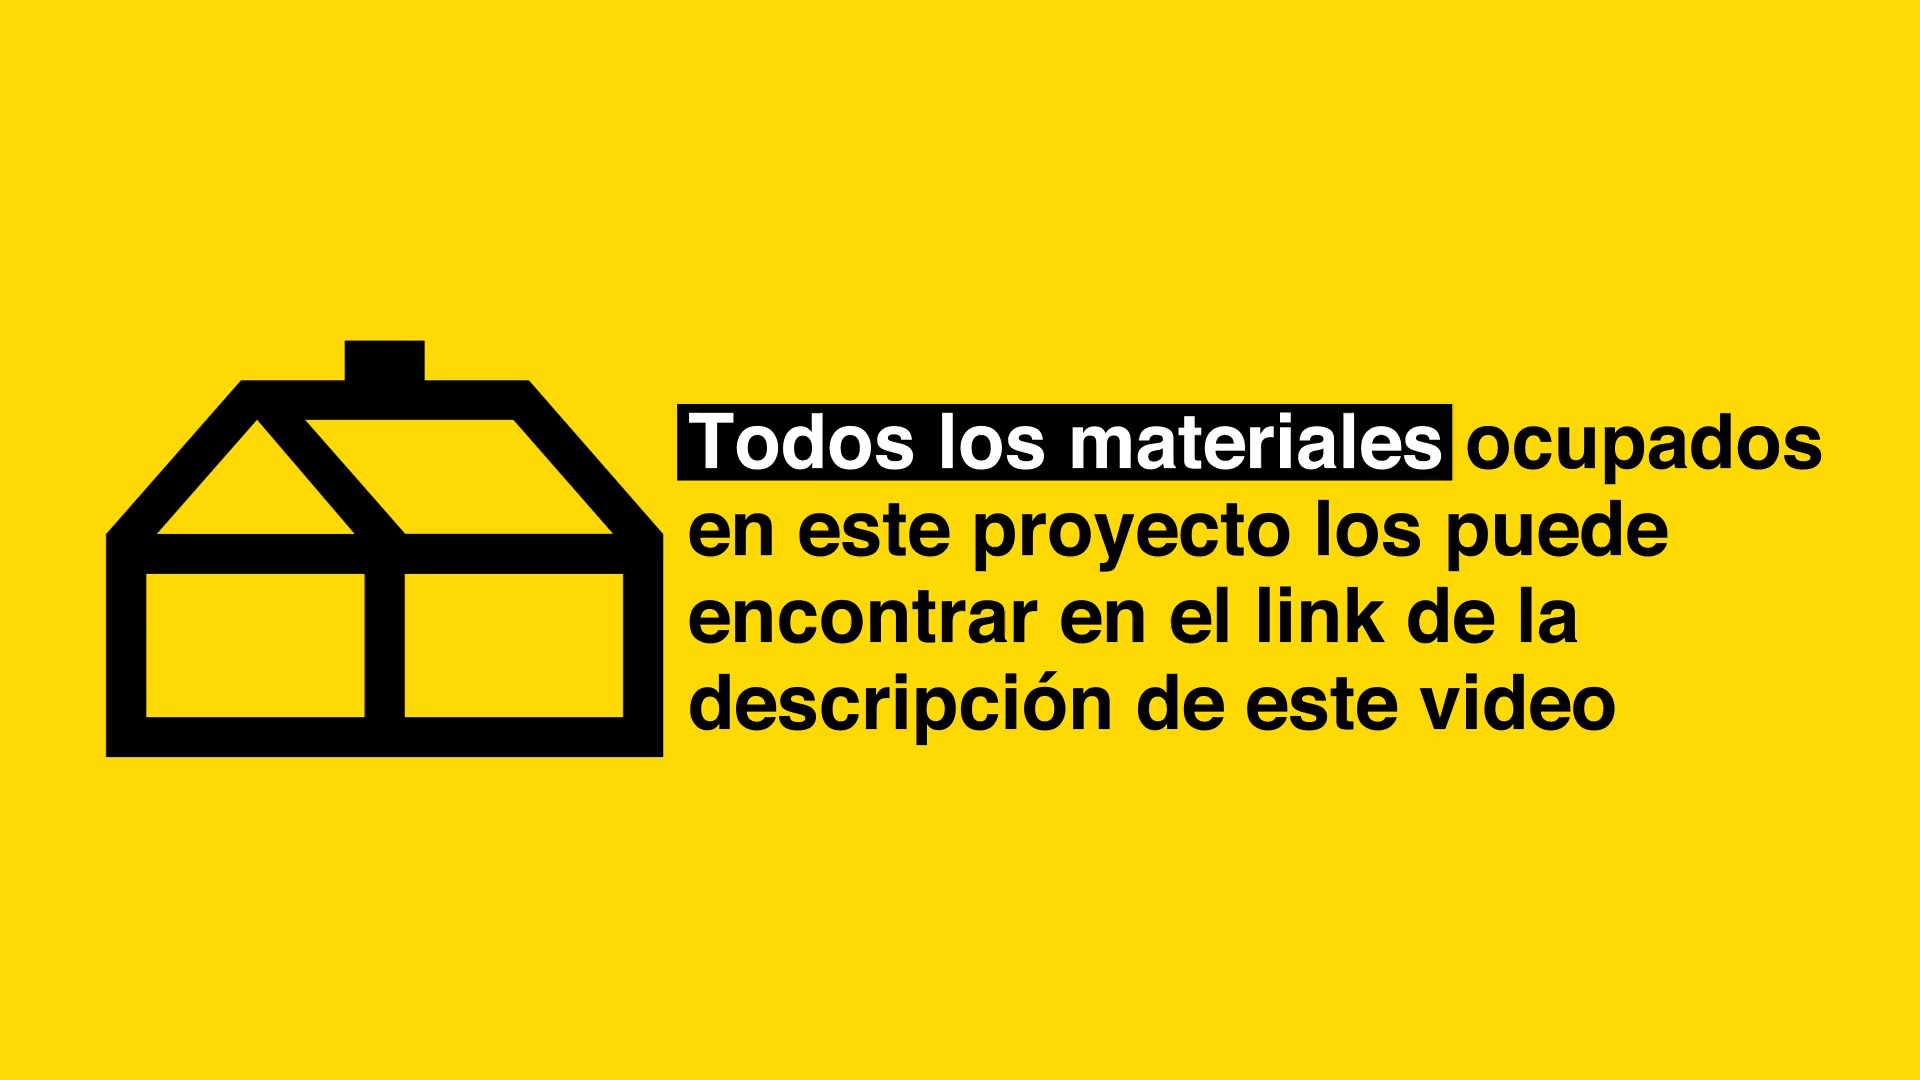 Todos los materiales ocupados
en este proyecto los puede
encontrar en el link de la
descripción de este video